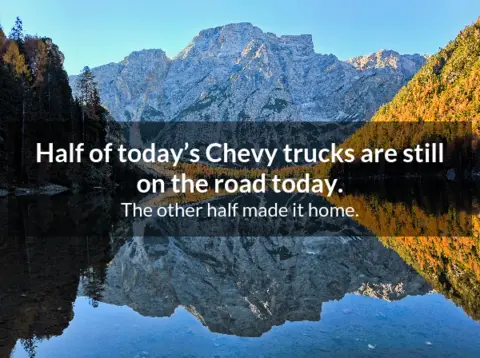 Half of today’s Chevy trucks are still
on the road today.
The other half made it home.